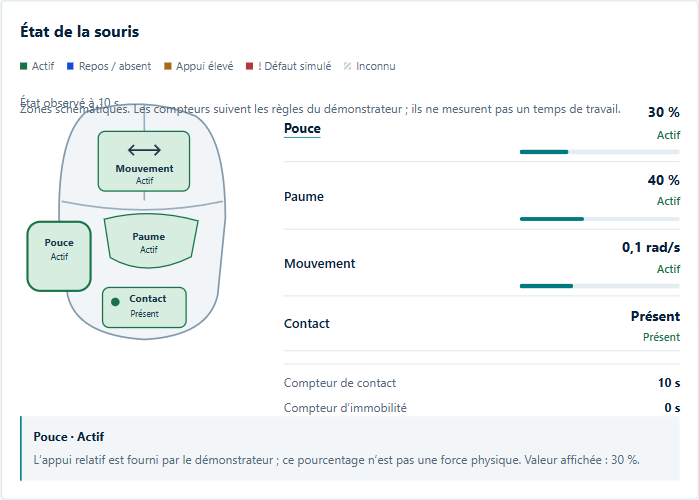 État de la souris
Actif Repos / absent Appui élevé ! Défaut simulé Inconnu
État observé à 10 s
Zones schématiques. Les compteurs suivent les règles du démonstrateur ; ils ne mesurent pas un temps de travail.
Mouvement
Actif
Pouce
Actif
Paume
Actif
Contact
Présent
Pouce
30 %
Actif
Paume
40 %
Actif
Mouvement
0,1 rad/s
Actif
Contact
Présent
Présent
Compteur de contact 10 s
Compteur d’immobilité 0 s
Pouce · Actif
L’appui relatif est fourni par le démonstrateur ; ce pourcentage n’est pas une force physique. Valeur affichée : 30 %.